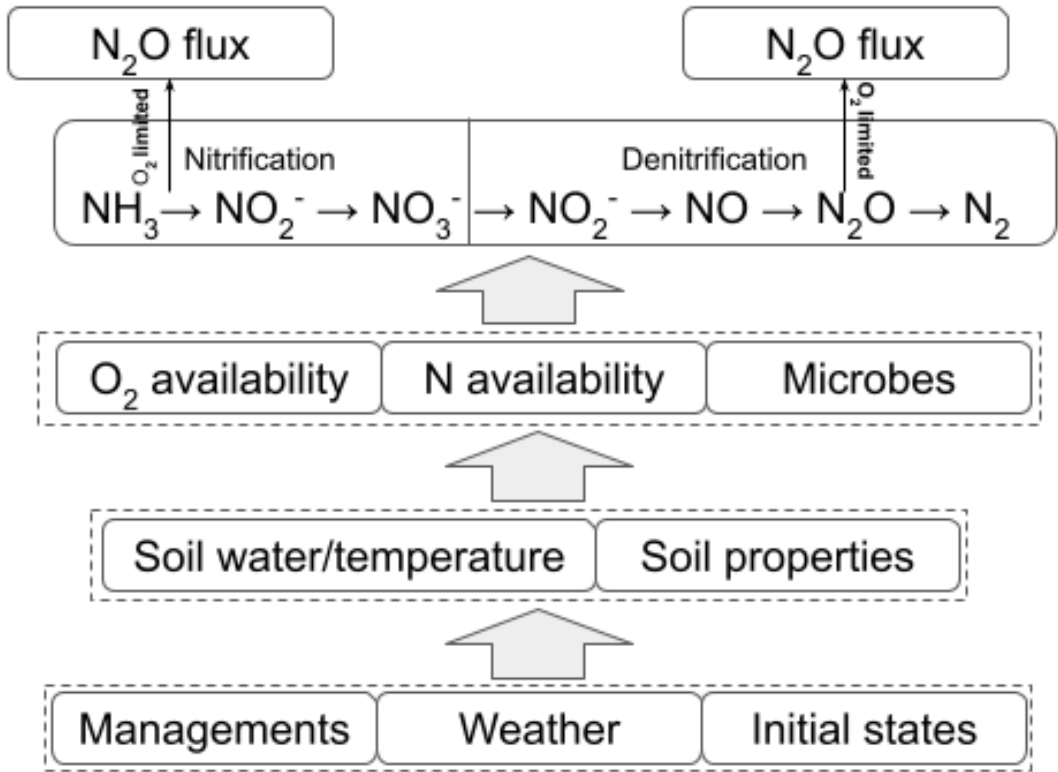 N₂O flux
N₂O flux
O₂ limited
O₂ limited
Nitrification
Denitrification
NH₃→ NO₂⁻ → NO₃⁻ → NO₂⁻ → NO → N₂O → N₂
O₂ availability
N availability
Microbes
Soil water/temperature
Soil properties
Managements
Weather
Initial states